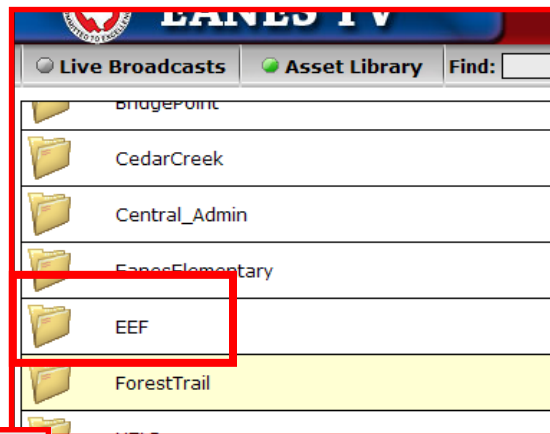 EANES TV
Live Broadcasts Asset Library Find:
BridgePoint
CedarCreek
Central_Admin
EanesElementary
EEF
ForestTrail